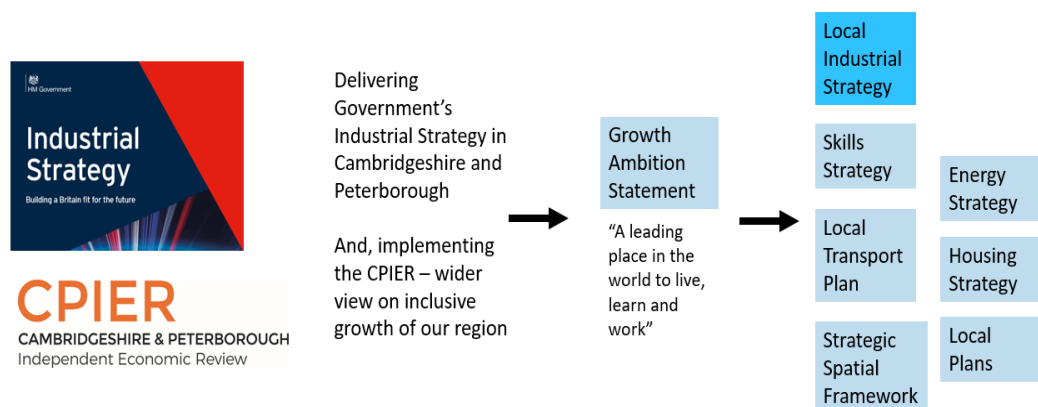 HM Government
Industrial
Strategy
Building a Britain fit for the future
CPIER
CAMBRIDGESHIRE & PETERBOROUGH
Independent Economic Review
Delivering
Government’s
Industrial Strategy in
Cambridgeshire and
Peterborough
And, implementing
the CPIER – wider
view on inclusive
growth of our region
Growth
Ambition
Statement
“A leading
place in the
world to live,
learn and
work”
Local
Industrial
Strategy
Skills
Strategy
Local
Transport
Plan
Strategic
Spatial
Framework
Energy
Strategy
Housing
Strategy
Local
Plans